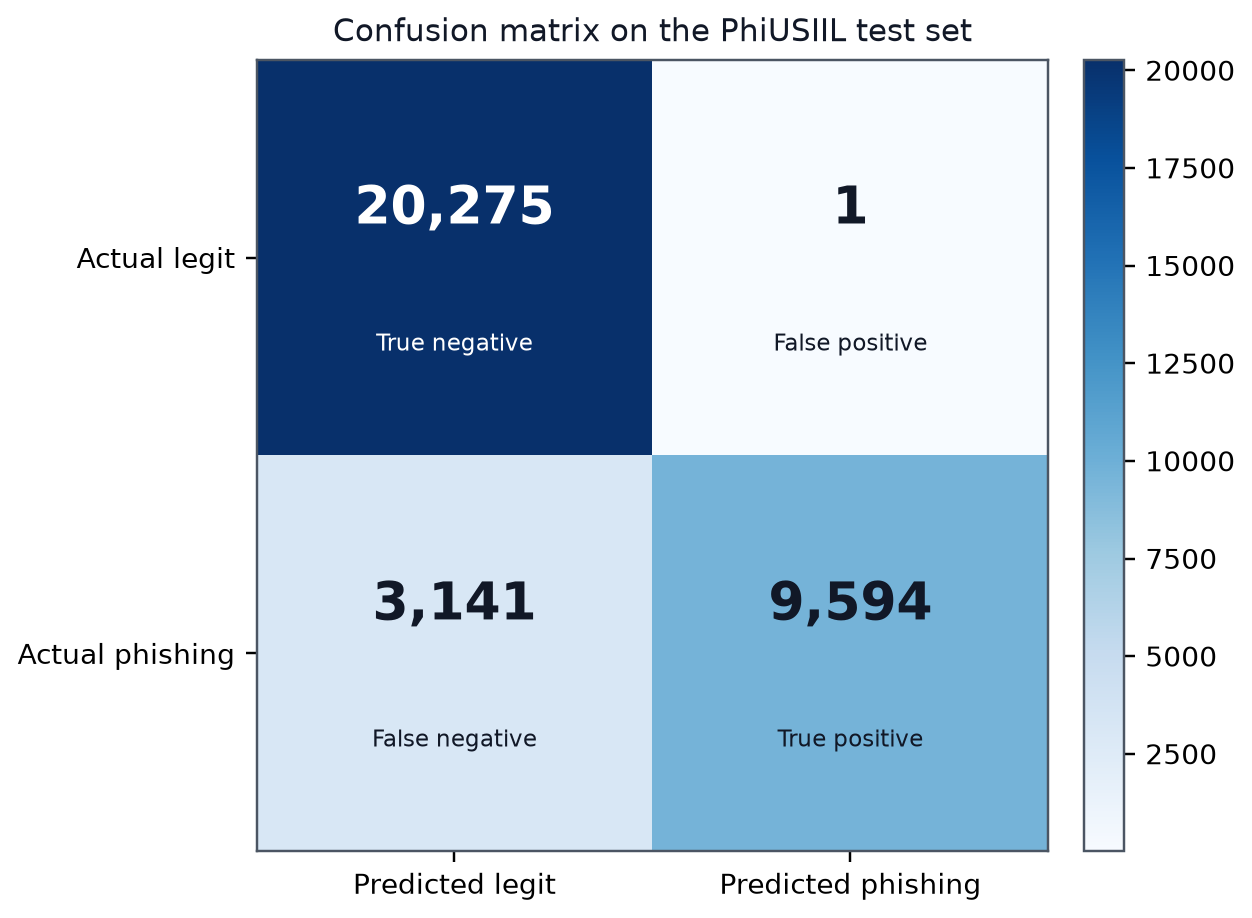 Confusion matrix on the PhiUSIIL test set
20,275
1
Actual legit
True negative
False positive
3,141
9,594
Actual phishing
False negative
True positive
Predicted legit
Predicted phishing
20000
17500
15000
12500
10000
7500
5000
2500